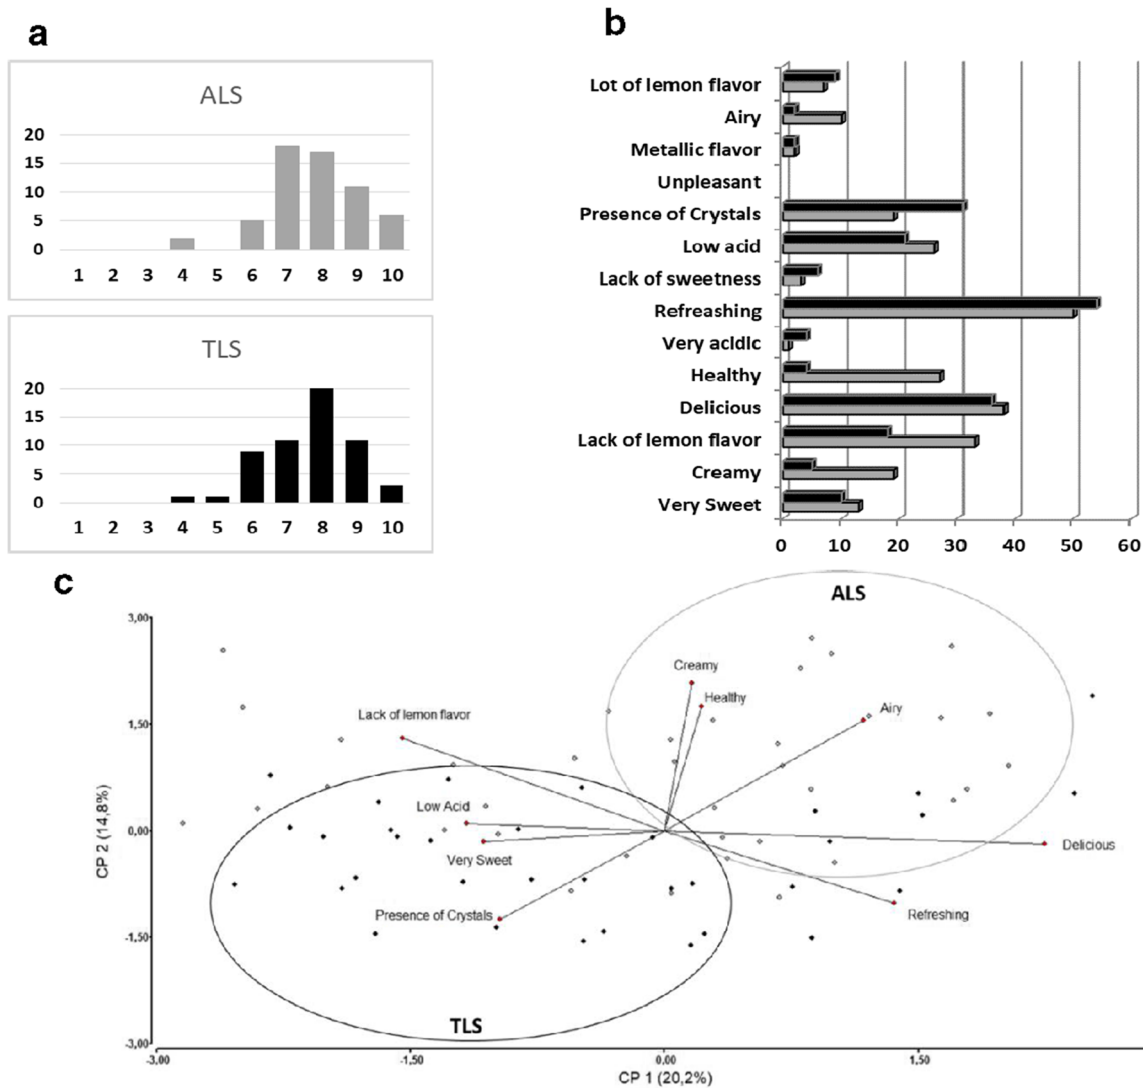 a
ALS
20
15
10
5
0
1 2 3 4 5 6 7 8 9 10
TLS
20
15
10
5
0
1 2 3 4 5 6 7 8 9 10
b
Lot of lemon flavor
Airy
Metallic flavor
Unpleasant
Presence of Crystals
Low acid
Lack of sweetness
Refreashing
Very acidic
Healthy
Delicious
Lack of lemon flavor
Creamy
Very Sweet
0 10 20 30 40 50 60
c
ALS
3,00
Creamy
Healthy
Airy
Lack of lemon flavor
1,50
Low Acid
0,00
Very Sweet
Delicious
CP 2 (14,8%)
Presence of Crystals
Refreshing
-1,50
TLS
-3,00
-3,00 -1,50 0,00 1,50
CP 1 (20,2%)